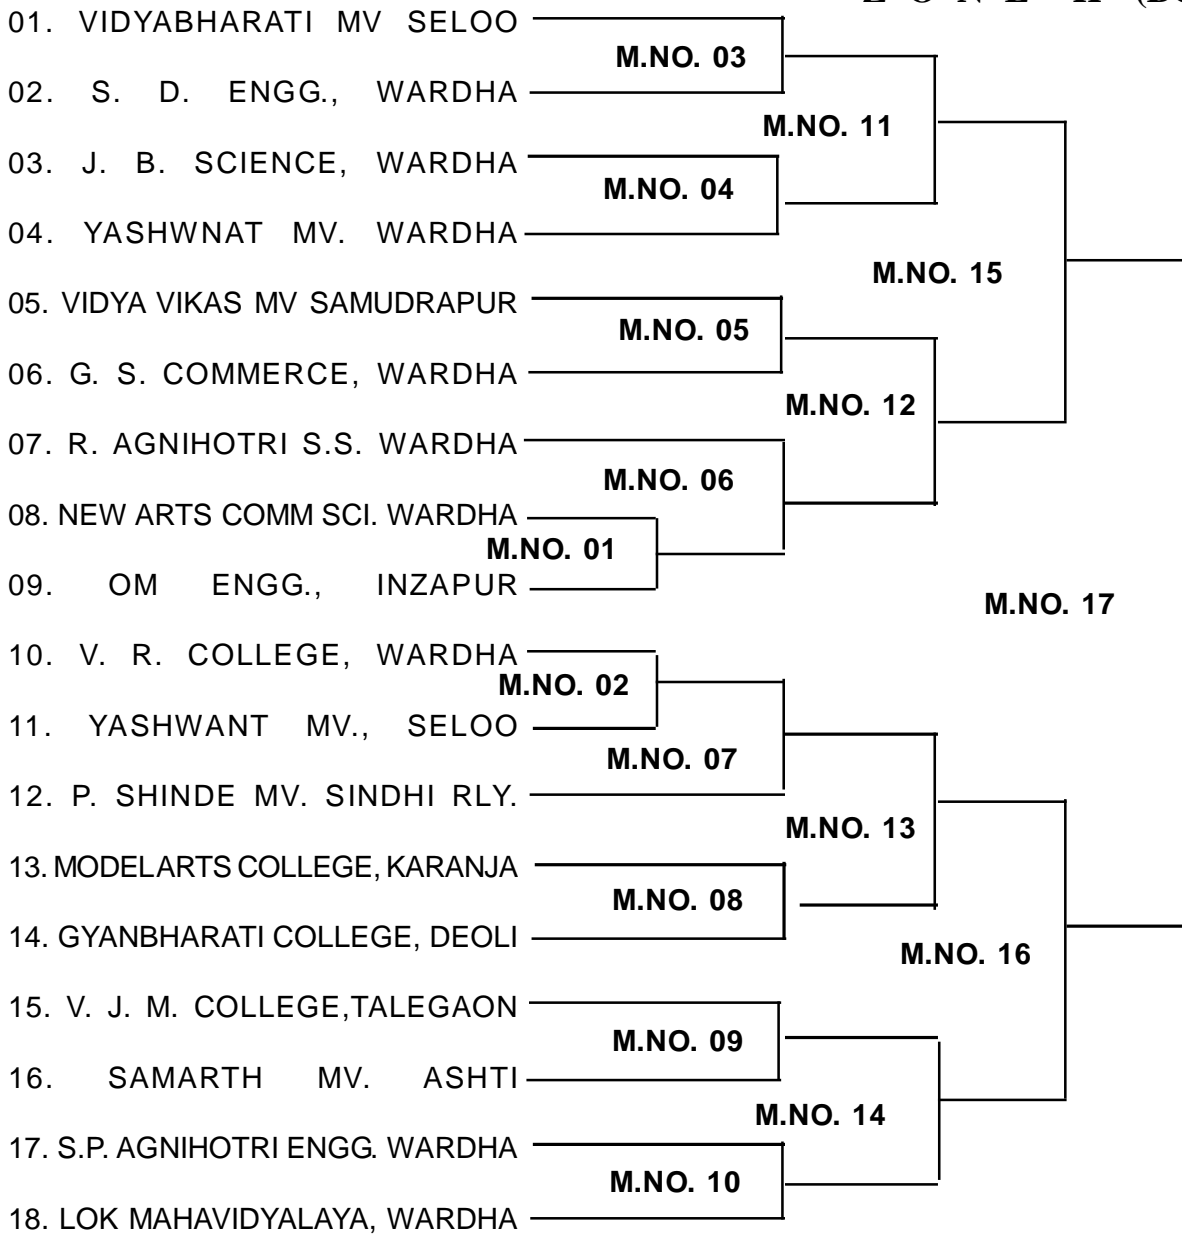 01. VIDYABHARATI MV SELOO
M.NO. 03
02. S. D. ENGG., WARDHA
M.NO. 11
03. J. B. SCIENCE, WARDHA
M.NO. 04
04. YASHWNAT MV. WARDHA
M.NO. 15
05. VIDYA VIKAS MV SAMUDRAPUR
M.NO. 05
06. G. S. COMMERCE, WARDHA
M.NO. 12
07. R. AGNIHOTRI S.S. WARDHA
M.NO. 06
08. NEW ARTS COMM SCI. WARDHA
M.NO. 01
09. OM ENGG., INZAPUR
M.NO. 17
10. V. R. COLLEGE, WARDHA
M.NO. 02
11. YASHWANT MV., SELOO
M.NO. 07
12. P. SHINDE MV. SINDHI RLY.
M.NO. 13
13. MODEL ARTS COLLEGE, KARANJA
M.NO. 08
14. GYANBHARATI COLLEGE, DEOLI
M.NO. 16
15. V. J. M. COLLEGE,TALEGAON
M.NO. 09
16. SAMARTH MV. ASHTI
M.NO. 14
17. S.P. AGNIHOTRI ENGG. WARDHA
M.NO. 10
18. LOK MAHAVIDYALAYA, WARDHA